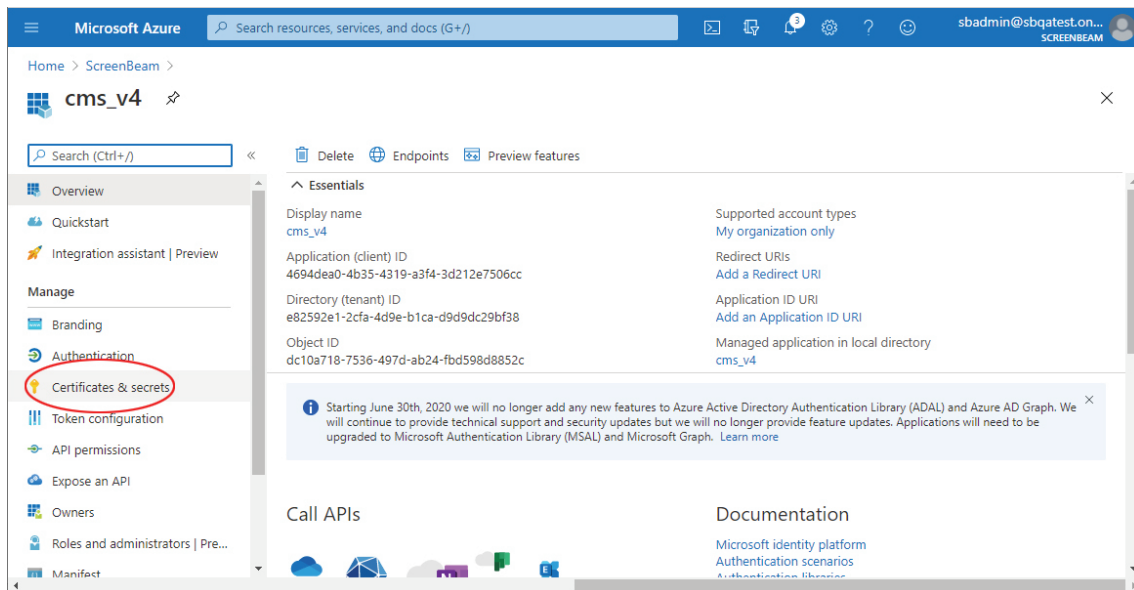 Microsoft Azure
Search resources, services, and docs (G+/)
3
sbadmin@sbqatest.on...
SCREENBEAM
Home > ScreenBeam >
cms_v4
Search (Ctrl+/)
Delete
Endpoints
Preview features
Overview
Quickstart
Integration assistant | Preview
Manage
Branding
Authentication
Certificates & secrets
Token configuration
API permissions
Expose an API
Owners
Roles and administrators | Pre...
Manifest
Essentials
Display name
cms_v4
Application (client) ID
4694dea0-4b35-4319-a3f4-3d212e7506cc
Directory (tenant) ID
e82592e1-2cfa-4d9e-b1ca-d9d9dc29bf38
Object ID
dc10a718-7536-497d-ab24-fbd598d8852c
Supported account types
My organization only
Redirect URIs
Add a Redirect URI
Application ID URI
Add an Application ID URI
Managed application in local directory
cms_v4
Starting June 30th, 2020 we will no longer add any new features to Azure Active Directory Authentication Library (ADAL) and Azure AD Graph. We
will continue to provide technical support and security updates but we will no longer provide feature updates. Applications will need to be
upgraded to Microsoft Authentication Library (MSAL) and Microsoft Graph. Learn more
Call APIs
Documentation
Microsoft identity platform
Authentication scenarios
Authentication libraries